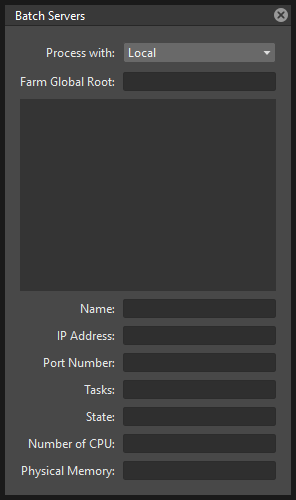 Batch Servers
Process with: Local
Farm Global Root:
Name:
IP Address:
Port Number:
Tasks:
State:
Number of CPU:
Physical Memory: